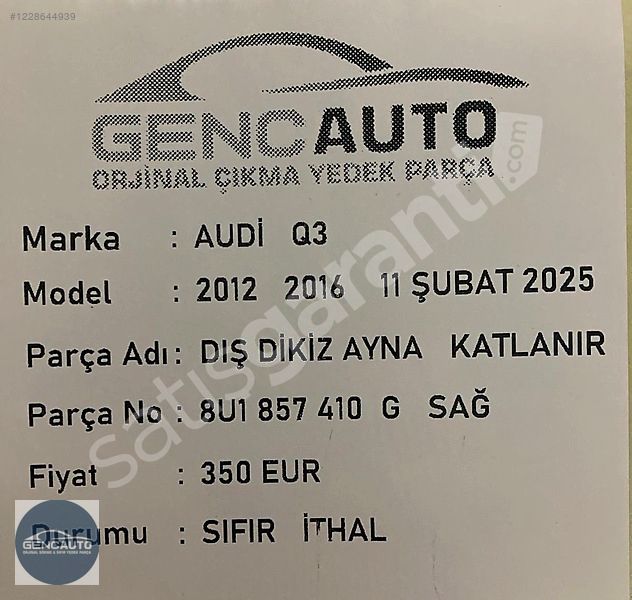 #1228644939
GENCAUTO
ORJİNAL ÇIKMA YEDEK PARÇA
satışgaranti.com
Marka : AUDİ Q3
Model : 2012 2016 11 ŞUBAT 2025
Parça Adı : DIŞ DİKİZ AYNA KATLANIR
Parça No : 8U1 857 410 G SAĞ
Fiyat : 350 EUR
Durumu : SIFIR İTHAL
GENCAUTO